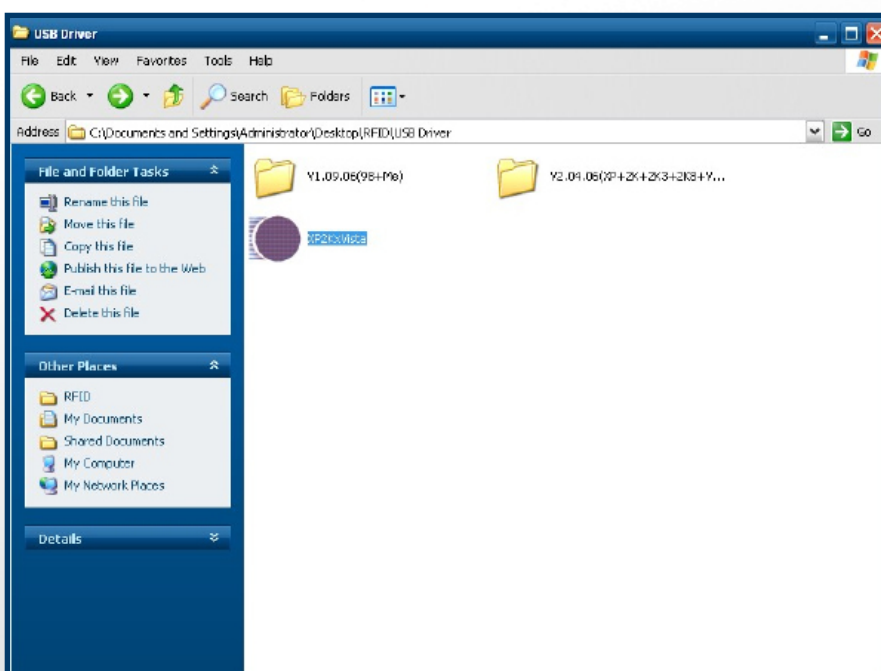 USB Driver
File Edit View Favorites Tools Help
Back Search Folders
Address C:\Documents and Settings\Administrator\Desktop\RFID\USB Driver Go
File and Folder Tasks
Rename this file
Move this file
Copy this file
Publish this file to the Web
E-mail this file
Delete this file
Other Places
RFID
My Documents
Shared Documents
My Computer
My Network Places
Details
V1.09.06(98+Me)
V2.04.06(XP+2K+2K3+2K8+V...
XP2KxVista